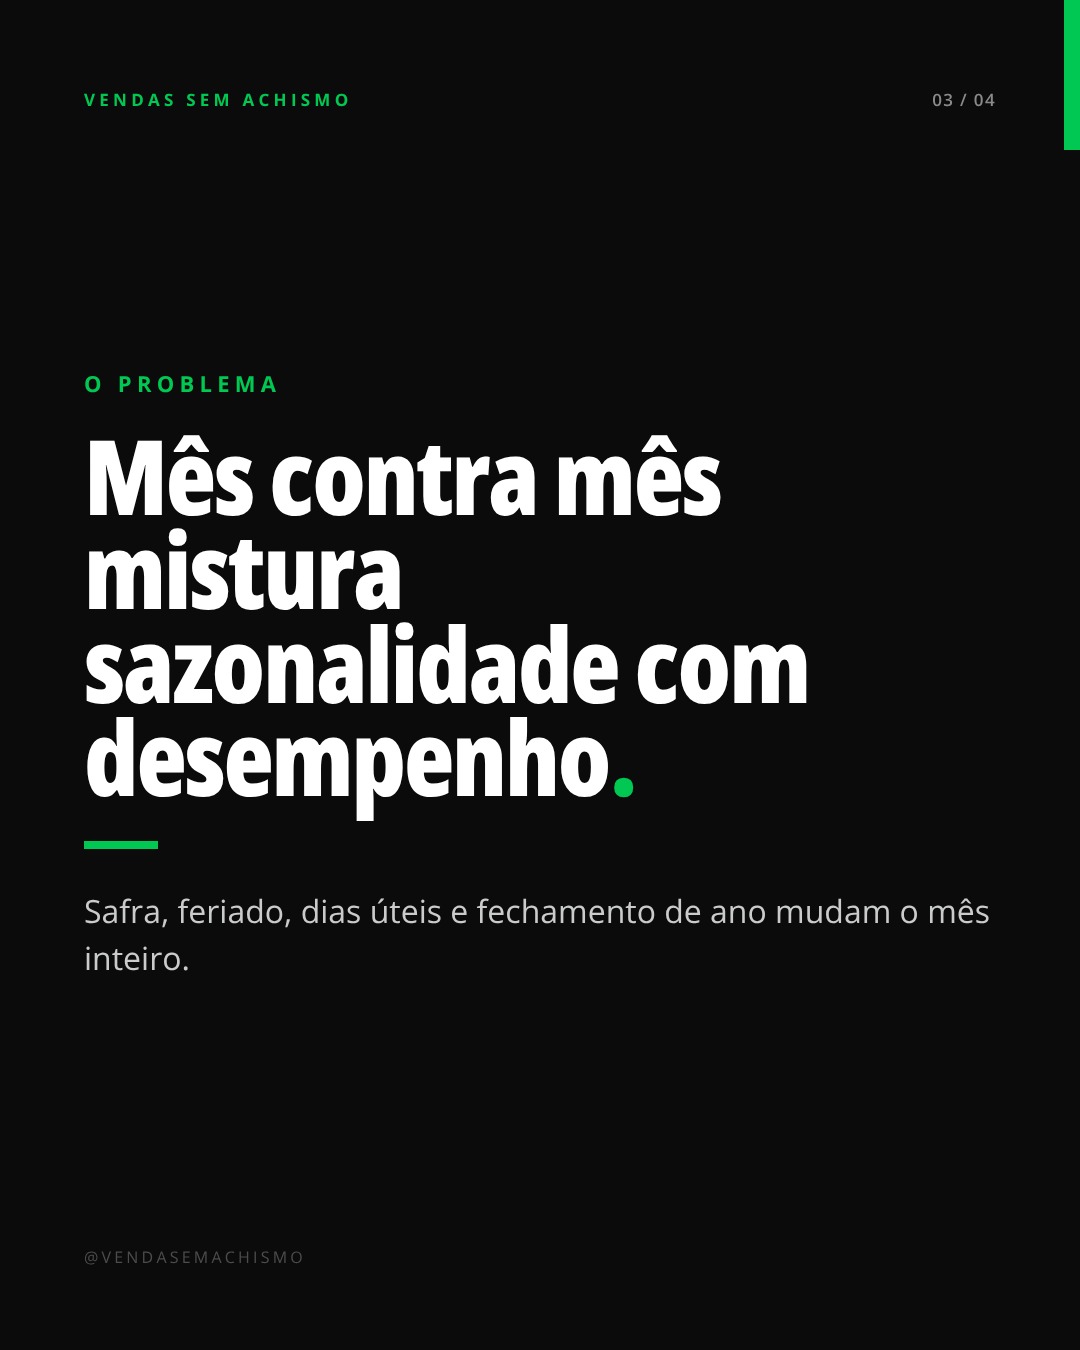 VENDAS SEM ACHISMO
03 / 04
O PROBLEMA
Mês contra mês
mistura
sazonalidade com
desempenho.
Safra, feriado, dias úteis e fechamento de ano mudam o mês
inteiro.
@VENDASEMACHISMO